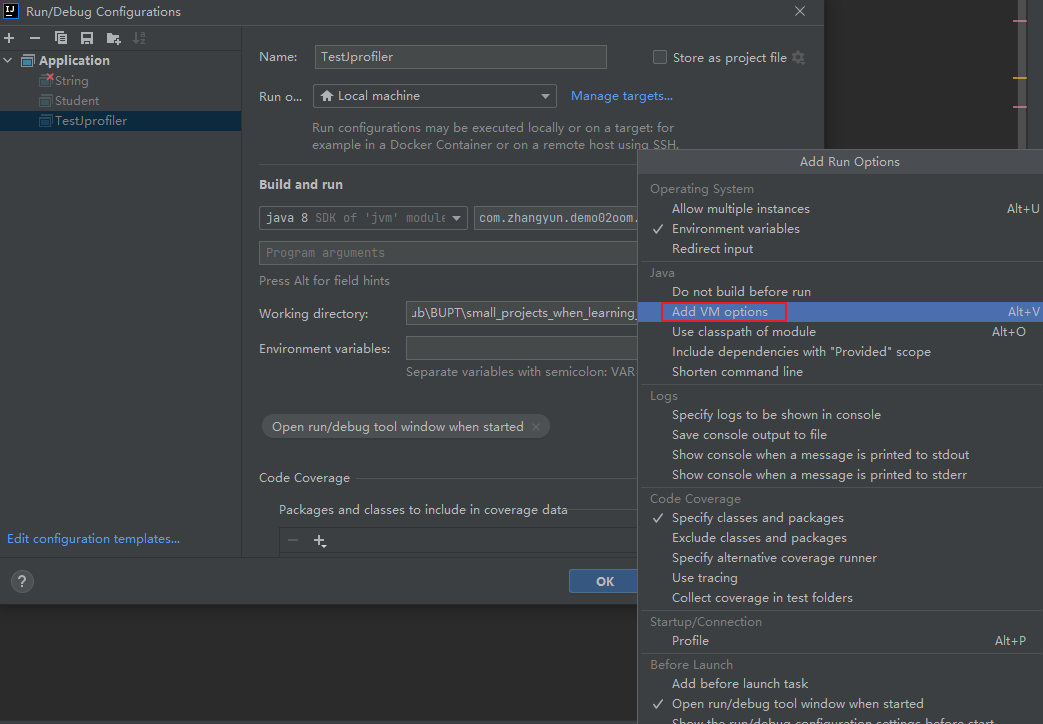 Run/Debug Configurations
Application
String
Student
TestJprofiler
Edit configuration templates...
Name: TestJprofiler Store as project file
Run o... Local machine Manage targets...
Run configurations may be executed locally or on a target: for
example in a Docker Container or on a remote host using SSH.
Build and run
java 8 SDK of 'jvm' module com.zhangyun.demo02oom.
Program arguments
Press Alt for field hints
Working directory: \BUPT\small_projects_when_learning_
Environment variables:
Separate variables with semicolon: VAR
Open run/debug tool window when started
Code Coverage
Packages and classes to include in coverage data
? OK
Add Run Options
Operating System
Allow multiple instances Alt+U
Environment variables
Redirect input
Java
Do not build before run
Add VM options Alt+V
Use classpath of module Alt+O
Include dependencies with "Provided" scope
Shorten command line
Logs
Specify logs to be shown in console
Save console output to file
Show console when a message is printed to stdout
Show console when a message is printed to stderr
Code Coverage
Specify classes and packages
Exclude classes and packages
Specify alternative coverage runner
Use tracing
Collect coverage in test folders
Startup/Connection
Profile Alt+P
Before Launch
Add before launch task
Open run/debug tool window when started
Show the run/debug configuration settings before start